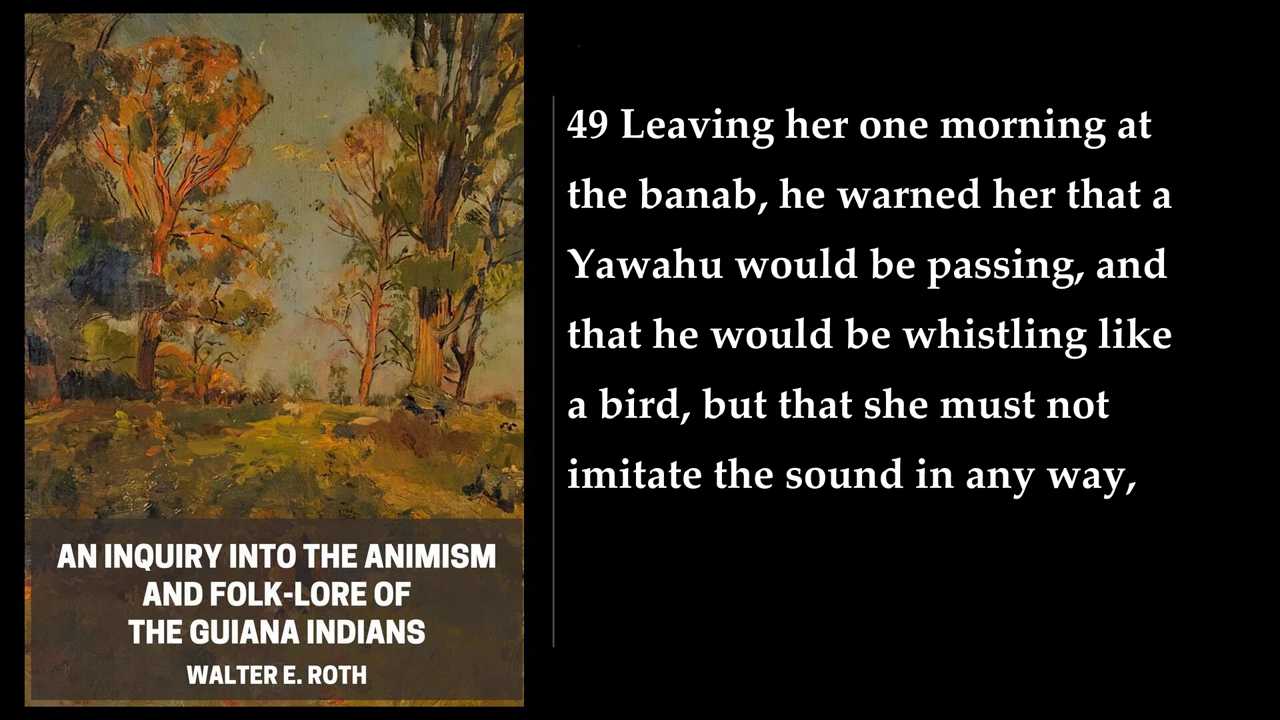 49 Leaving her one morning at
the banab, he warned her that a
Yawahu would be passing, and
that he would be whistling like
a bird, but that she must not
imitate the sound in any way,
AN INQUIRY INTO THE ANIMISM
AND FOLK-LORE OF
THE GUIANA INDIANS
WALTER E. ROTH